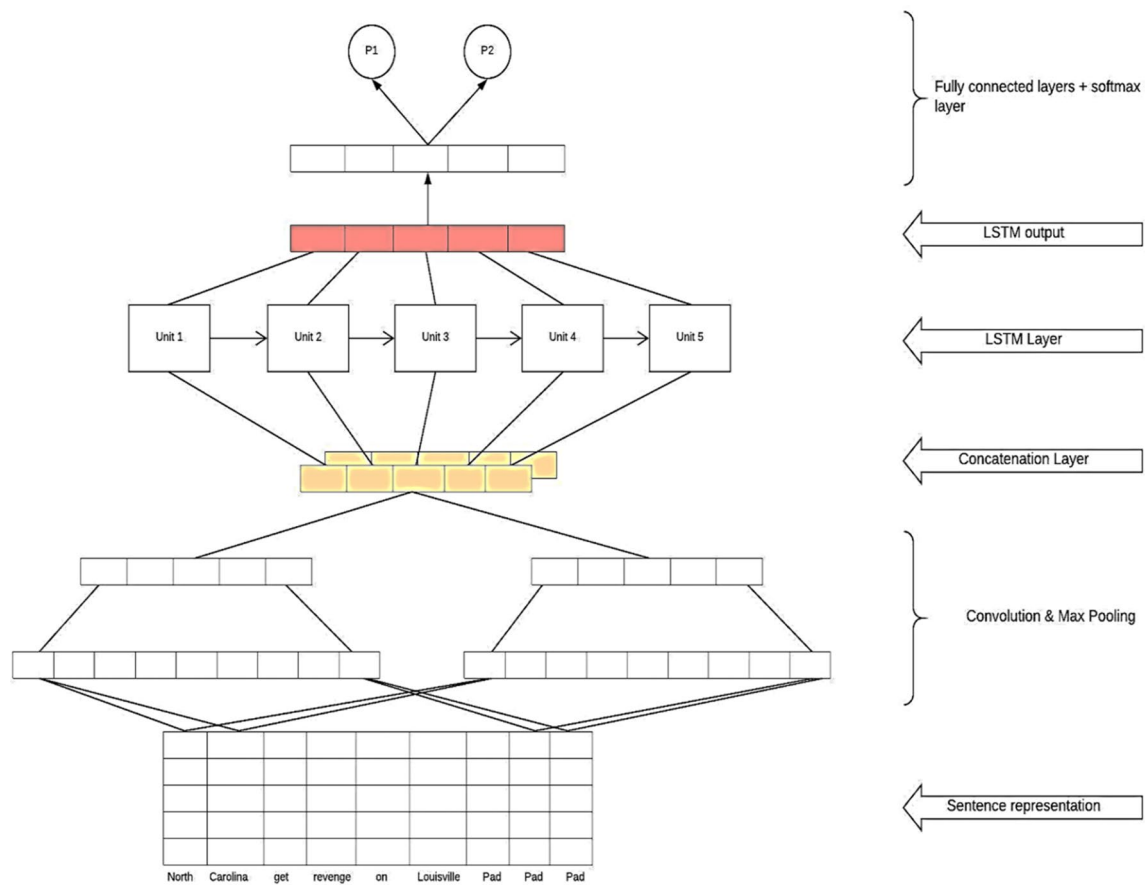 P1 P2
Fully connected layers + softmax
layer
LSTM output
Unit 1 Unit 2 Unit 3 Unit 4 Unit 5
LSTM Layer
Concatenation Layer
Convolution & Max Pooling
Sentence representation
North Carolina get revenge on Louisville Pad Pad Pad